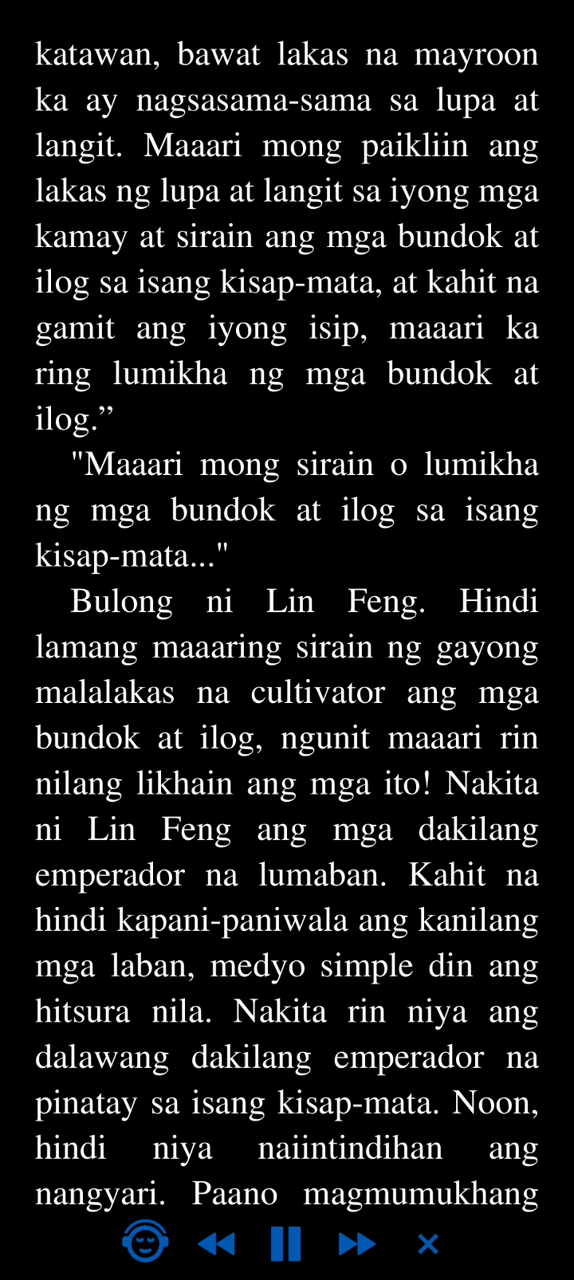 katawan, bawat lakas na mayroon
ka ay nagsasama-sama sa lupa at
langit. Maaari mong paikliin ang
lakas ng lupa at langit sa iyong mga
kamay at sirain ang mga bundok at
ilog sa isang kisap-mata, at kahit na
gamit ang iyong isip, maaari ka
ring lumikha ng mga bundok at
ilog.”
"Maaari mong sirain o lumikha
ng mga bundok at ilog sa isang
kisap-mata..."
Bulong ni Lin Feng. Hindi
lamang maaaring sirain ng gayong
malalakas na cultivator ang mga
bundok at ilog, ngunit maaari rin
nilang likhain ang mga ito! Nakita
ni Lin Feng ang mga dakilang
emperador na lumaban. Kahit na
hindi kapani-paniwala ang kanilang
mga laban, medyo simple din ang
hitsura nila. Nakita rin niya ang
dalawang dakilang emperador na
pinatay sa isang kisap-mata. Noon,
hindi niya naiintindihan ang
nangyari. Paano magmumukhang